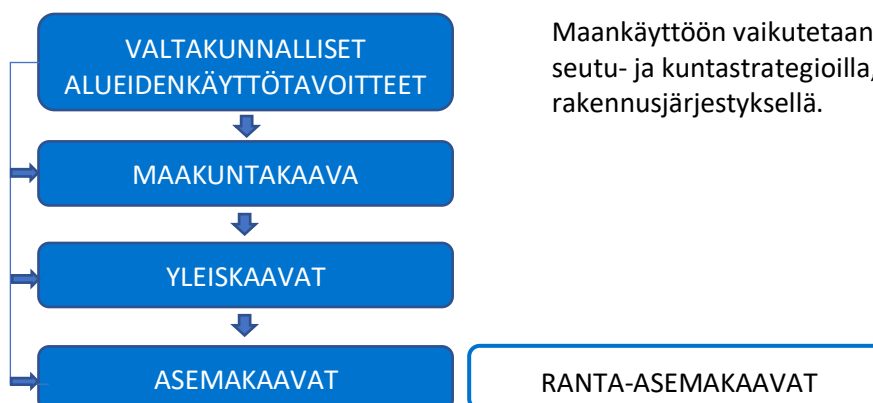 VALTAKUNNALLISET
ALUEIDENKÄYTTÖTAVOITTEET
MAAKUNTAKAAVA
YLEISKAAVAT
ASEMAKAAVAT
RANTA-ASEMAKAAVAT
Maankäyttöön vaikutetaan
seutu- ja kuntastrategioilla,
rakennusjärjestyksellä.